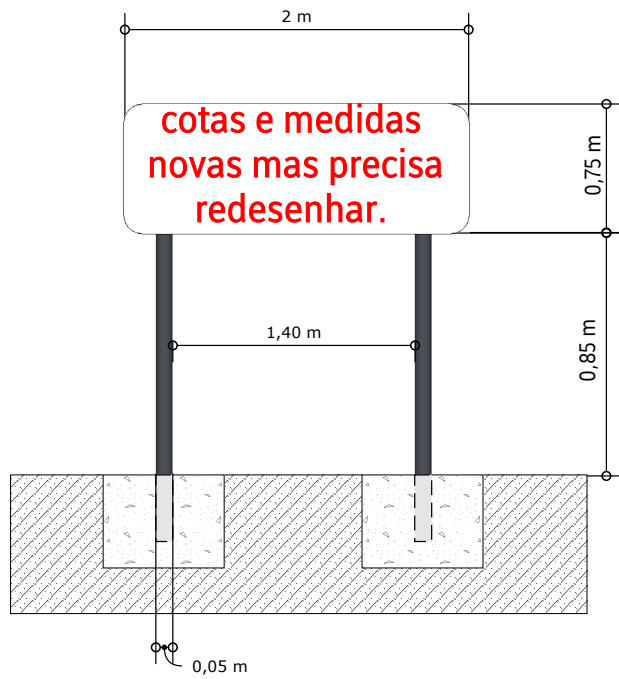 2 m
cotas e medidas
novas mas precisa
redesenhar.
0,75 m
1,40 m
0,85 m
0,05 m